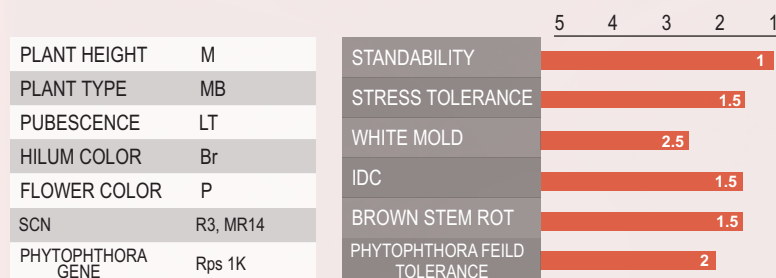 PLANT HEIGHT M
PLANT TYPE MB
PUBESCENCE LT
HILUM COLOR Br
FLOWER COLOR P
SCN R3, MR14
PHYTOPHTHORA
GENE Rps 1K
5 4 3 2 1
STANDABILITY 1
STRESS TOLERANCE 1.5
WHITE MOLD 2.5
IDC 1.5
BROWN STEM ROT 1.5
PHYTOPHTHORA FEILD
TOLERANCE 2